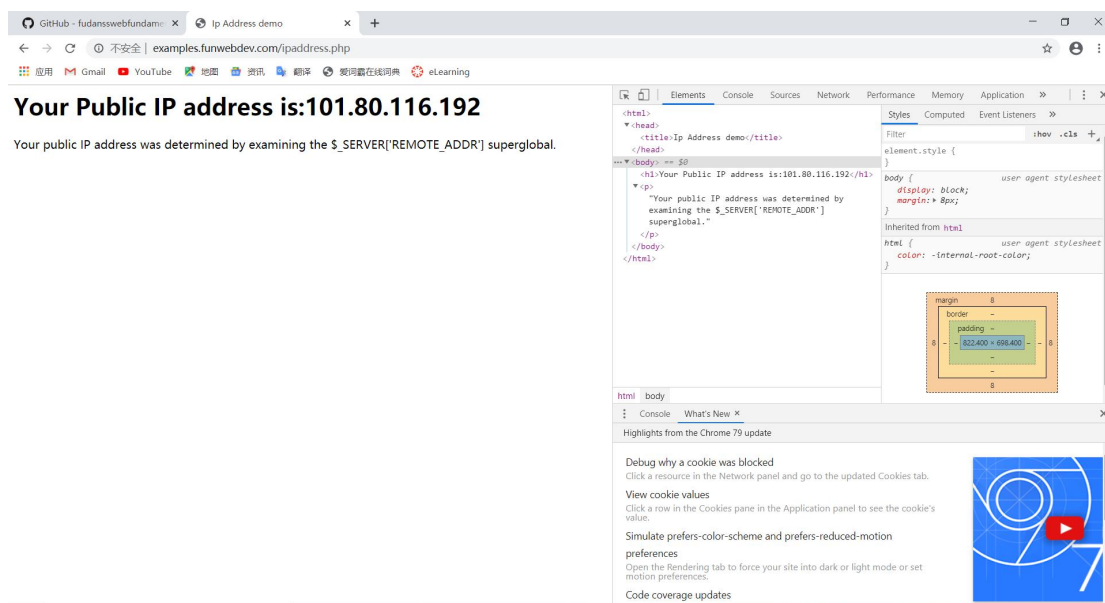 GitHub - fudansswebfundame × Ip Address demo × +
不安全 | examples.funwebdev.com/ipaddress.php
应用 Gmail YouTube 地图 资讯 翻译 爱词霸在线词典 eLearning
Your Public IP address is:101.80.116.192
Your public IP address was determined by examining the $_SERVER['REMOTE_ADDR'] superglobal.
Elements Console Sources Network Performance Memory Application »
<html>
<head>
<title>Ip Address demo</title>
</head>
<body> == $0
<h1>Your Public IP address is:101.80.116.192</h1>
<p>
"Your public IP address was determined by
examining the $_SERVER['REMOTE_ADDR']
superglobal."
</p>
</body>
</html>
html body
Styles Computed Event Listeners »
Filter :hov .cls +
element.style {
}
body { user agent stylesheet
display: block;
margin: 8px;
}
Inherited from html
html { user agent stylesheet
color: -internal-root-color;
}
margin 8
border –
padding –
8 – – 822.400 × 698.400 – – 8
–
–
8
Console What's New ×
Highlights from the Chrome 79 update
Debug why a cookie was blocked
Click a resource in the Network panel and go to the updated Cookies tab.
View cookie values
Click a row in the Cookies pane in the Application panel to see the cookie's
value.
Simulate prefers-color-scheme and prefers-reduced-motion
preferences
Open the Rendering tab to force your site into dark or light mode or set
motion preferences.
Code coverage updates
79